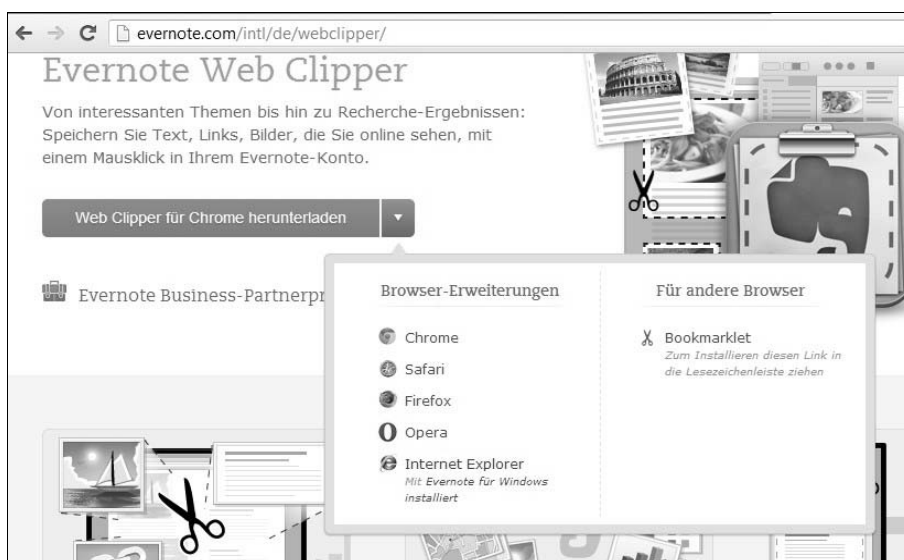 evernote.com/intl/de/webclipper/
Evernote Web Clipper
Von interessanten Themen bis hin zu Recherche-Ergebnissen:
Speichern Sie Text, Links, Bilder, die Sie online sehen, mit
einem Mausklick in Ihrem Evernote-Konto.
Web Clipper für Chrome herunterladen
Evernote Business-Partnerpr
Browser-Erweiterungen
Chrome
Safari
Firefox
Opera
Internet Explorer
Mit Evernote für Windows
installiert
Für andere Browser
Bookmarklet
Zum Installieren diesen Link in
die Lesezeichenleiste ziehen